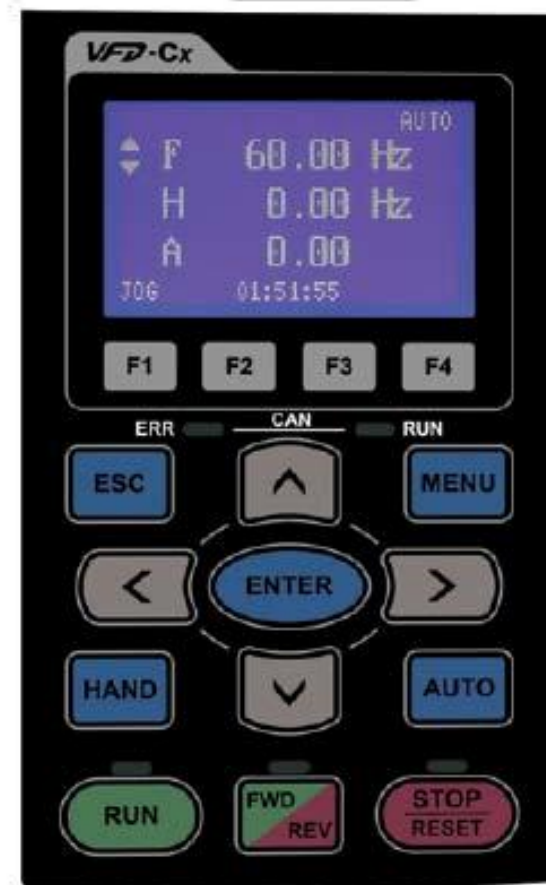 VFD-Cx
AUTO
F 60.00 Hz
H 0.00 Hz
A 0.00
JOG 01:51:55
F1 F2 F3 F4
ERR CAN RUN
ESC MENU
ENTER
HAND AUTO
RUN FWD REV STOP RESET